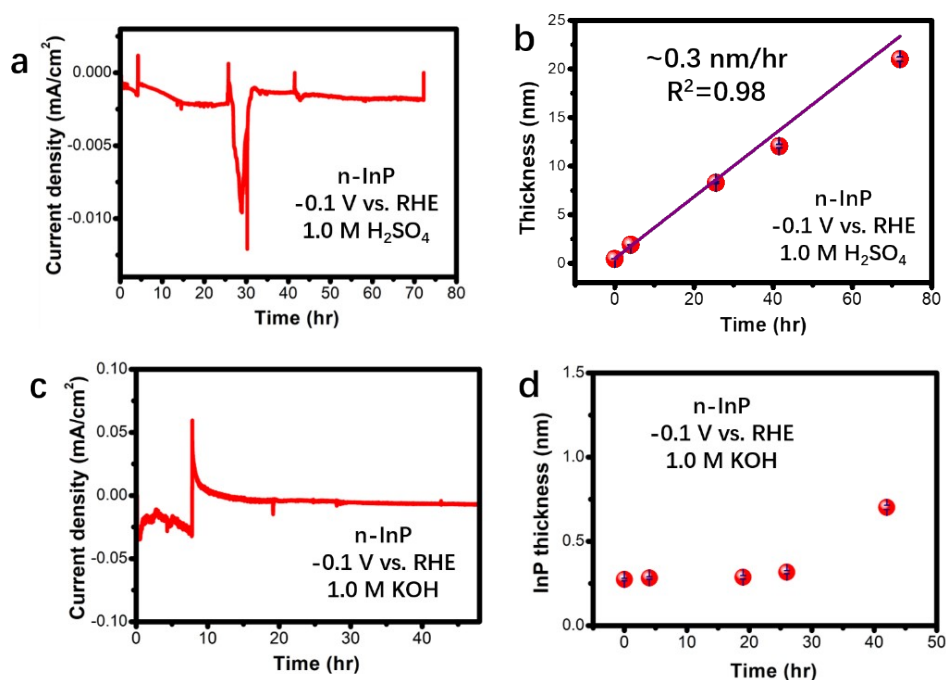 a
Current density (mA/cm²)
0.000
-0.005
-0.010
n-InP
-0.1 V vs. RHE
1.0 M H₂SO₄
0 10 20 30 40 50 60 70 80
Time (hr)
b
Thickness (nm)
25
20
15
10
5
0
~0.3 nm/hr
R²=0.98
n-InP
-0.1 V vs. RHE
1.0 M H₂SO₄
0 20 40 60 80
Time (hr)
c
Current density (mA/cm²)
0.10
0.05
0.00
-0.05
-0.10
n-InP
-0.1 V vs. RHE
1.0 M KOH
0 10 20 30 40
Time (hr)
d
InP thickness (nm)
1.5
1.0
0.5
0.0
n-InP
-0.1 V vs. RHE
1.0 M KOH
0 10 20 30 40 50
Time (hr)